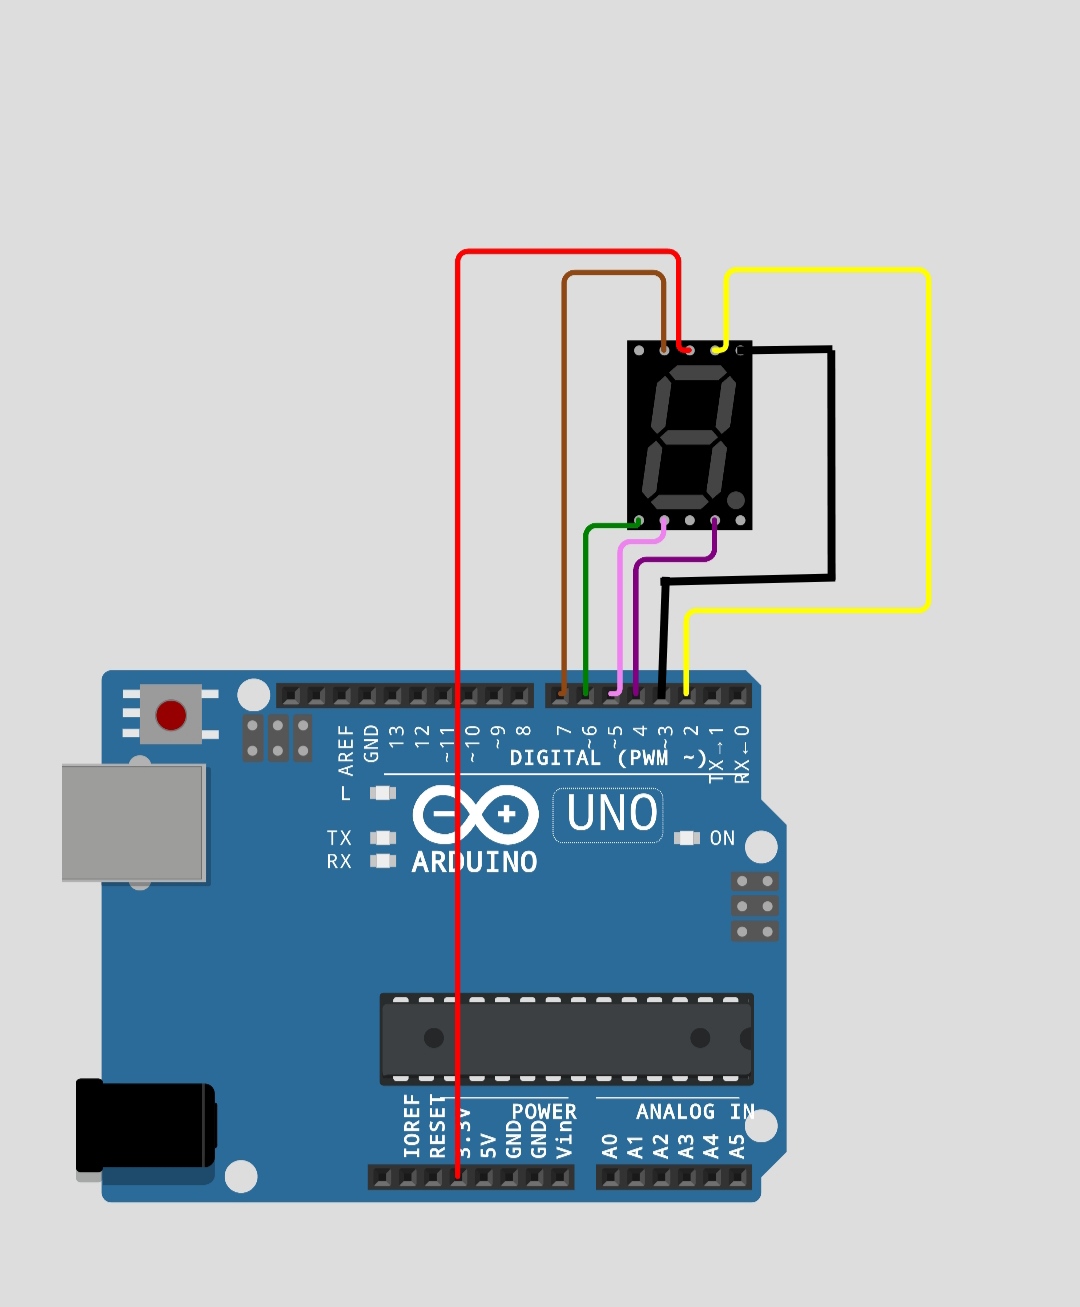 AREF
GND
13
12
~11
~10
~9
8
7
~6
~5
4
~3
2
TX→1
RX←0
DIGITAL (PWM ~)
L
TX
RX
ARDUINO
UNO
ON
IOREF
RESET
3.3V
5V
GND
GND
Vin
POWER
ANALOG IN
A0
A1
A2
A3
A4
A5